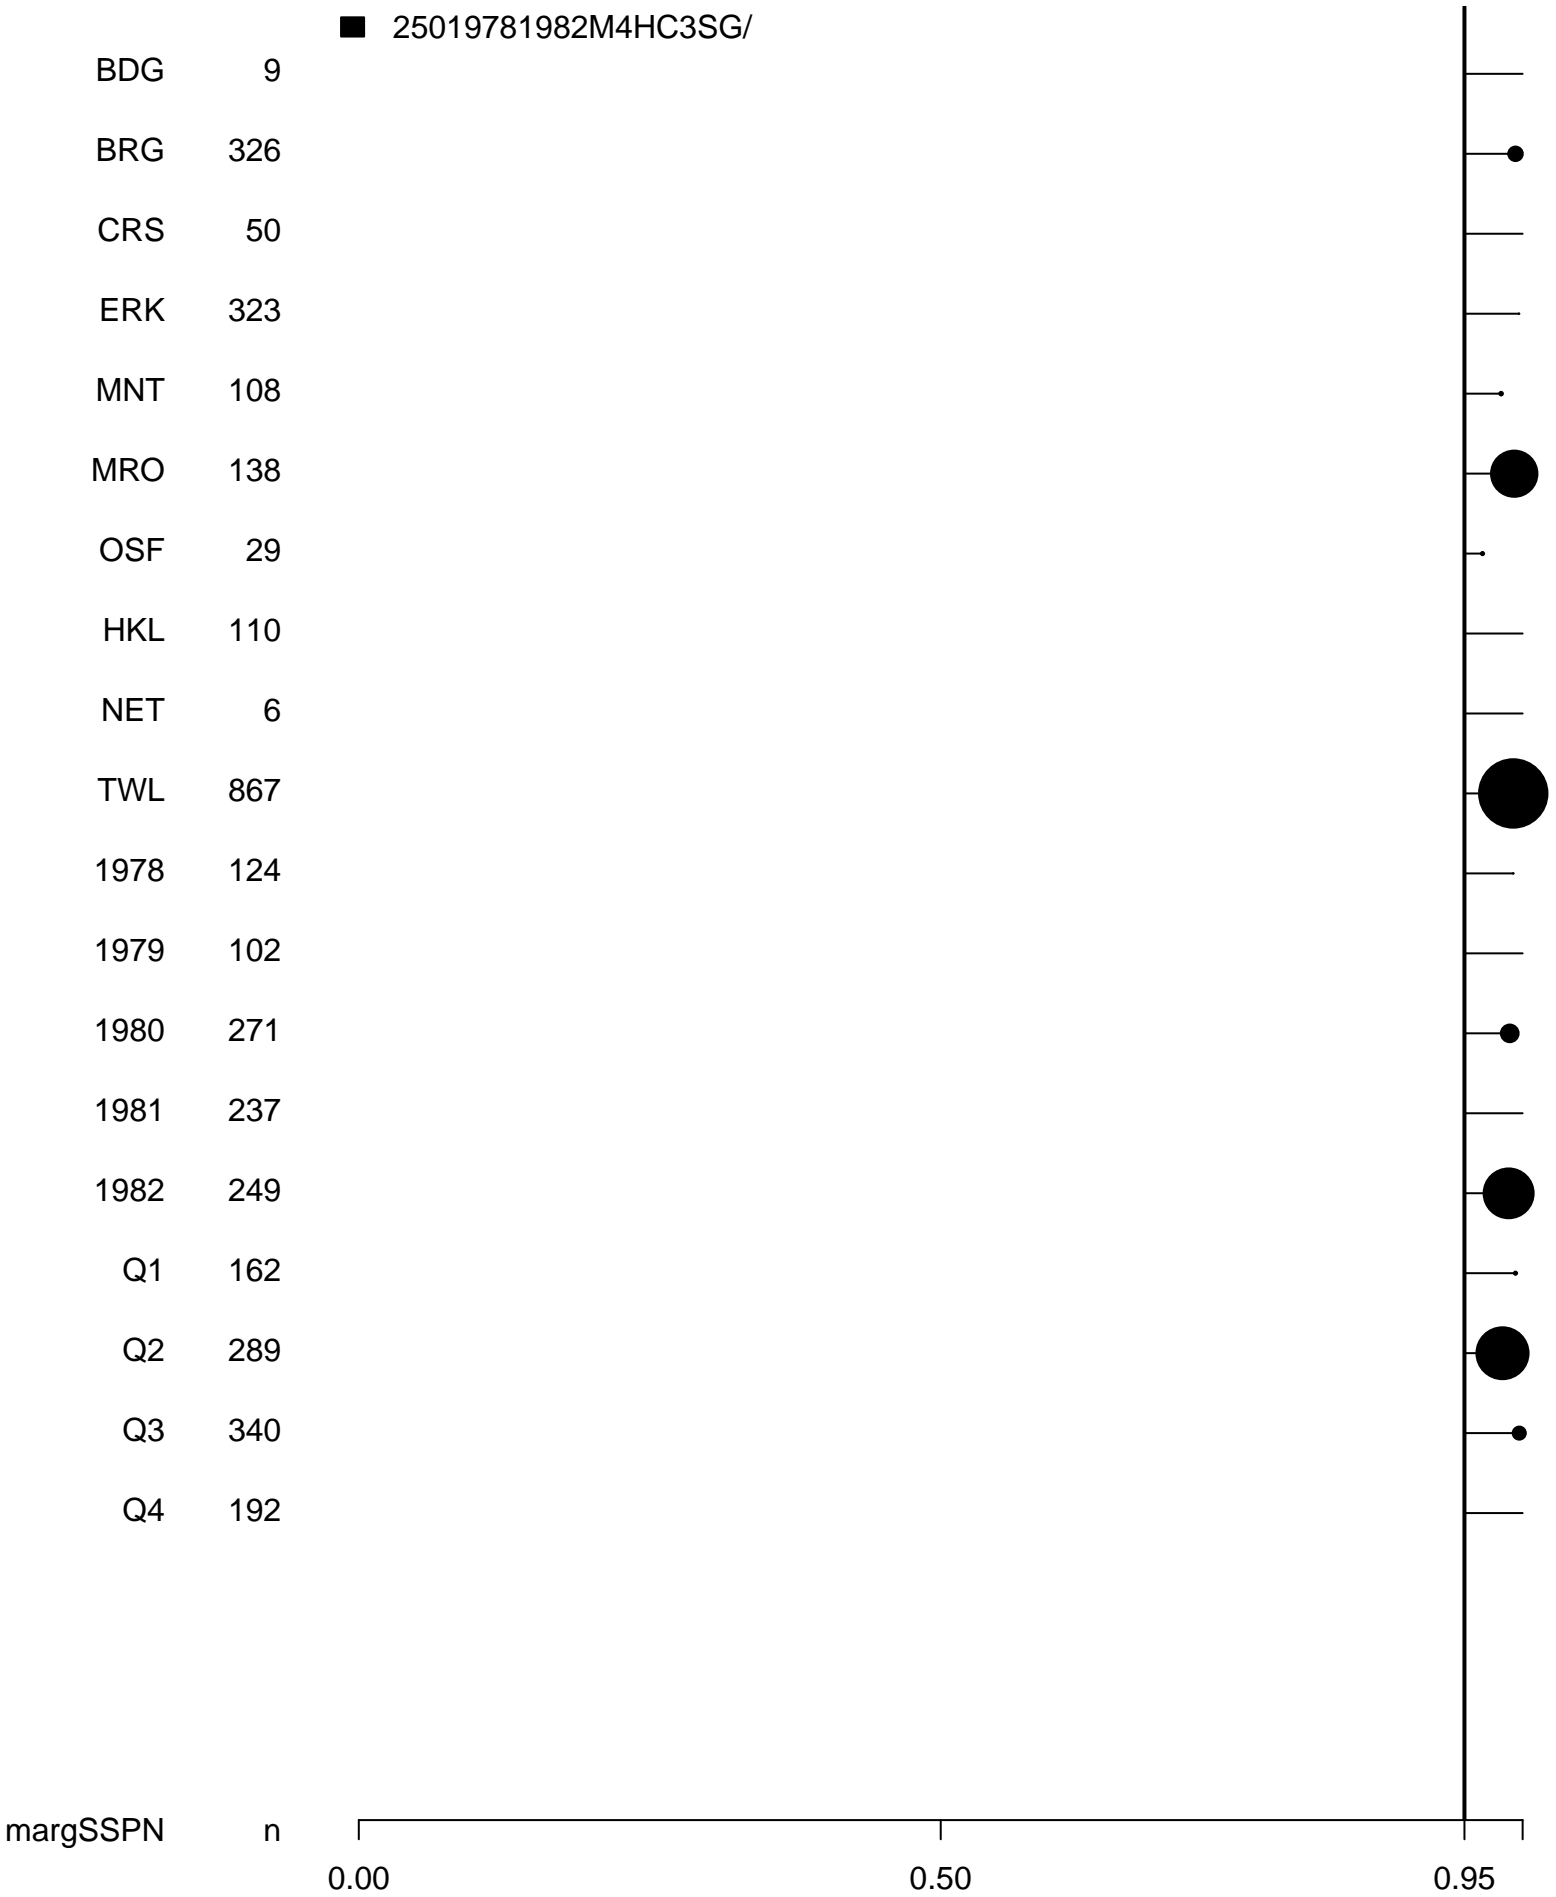 25019781982M4HC3SG/
BDG 9
BRG 326
CRS 50
ERK 323
MNT 108
MRO 138
OSF 29
HKL 110
NET 6
TWL 867
1978 124
1979 102
1980 271
1981 237
1982 249
Q1 162
Q2 289
Q3 340
Q4 192
margSSPN n
0.00 0.50 0.95